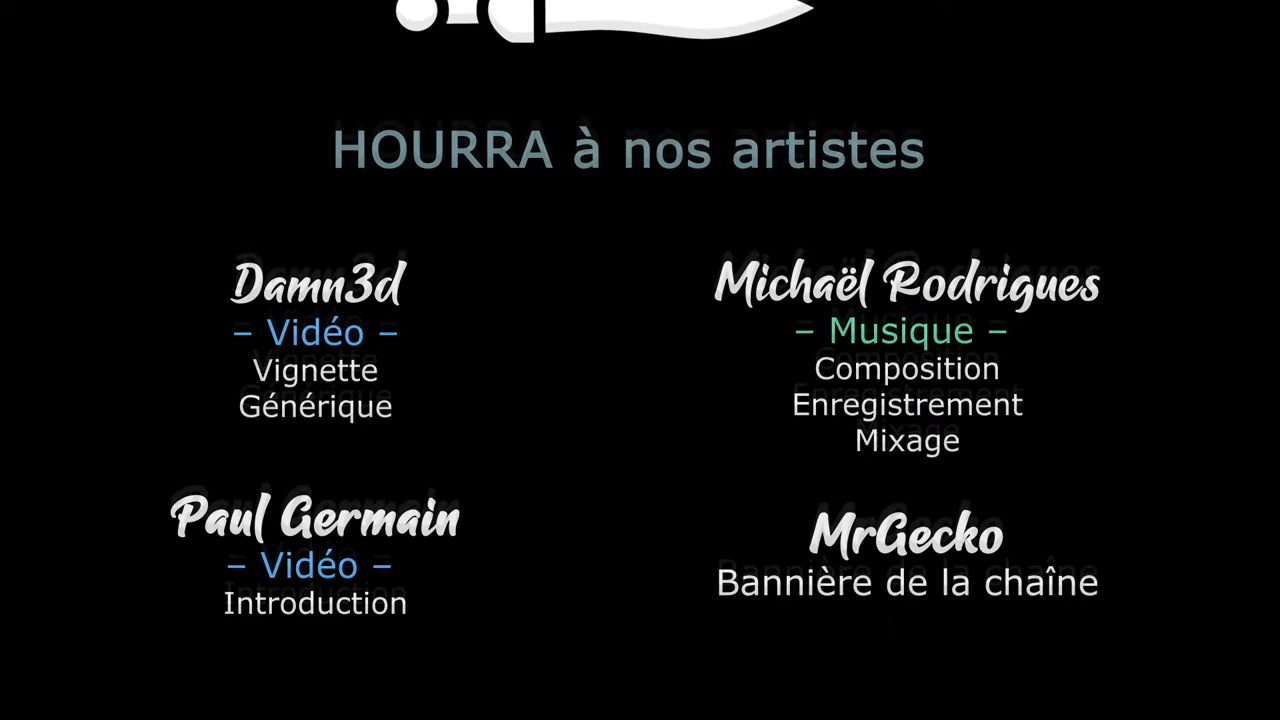 HOURRA à nos artistes
Damn3d
– Vidéo –
Vignette
Générique
Paul Germain
– Vidéo –
Introduction
Michaël Rodrigues
– Musique –
Composition
Enregistrement
Mixage
MrGecko
Bannière de la chaîne